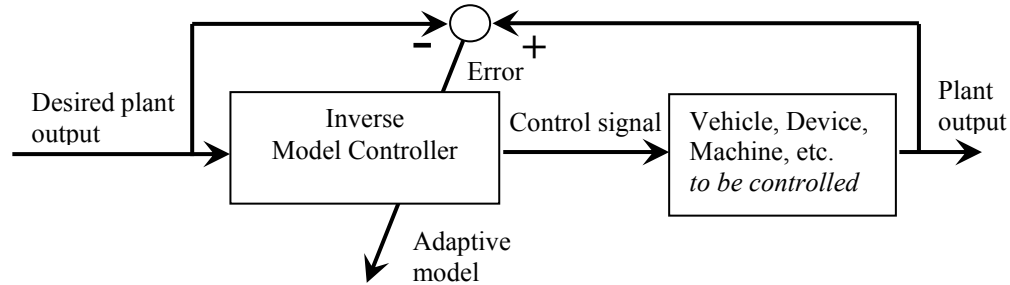 -
+
Error
Desired plant
output
Inverse
Model Controller
Control signal
Vehicle, Device,
Machine, etc.
to be controlled
Plant
output
Adaptive
model